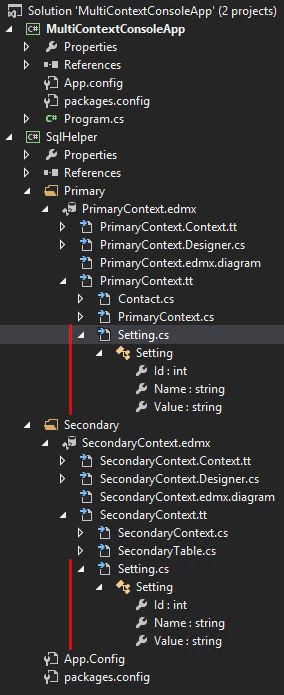 Solution 'MultiContextConsoleApp' (2 projects)
C# MultiContextConsoleApp
Properties
References
App.config
packages.config
C# Program.cs
C# SqlHelper
Properties
References
Primary
PrimaryContext.edmx
PrimaryContext.Context.tt
PrimaryContext.Designer.cs
PrimaryContext.edmx.diagram
PrimaryContext.tt
Contact.cs
PrimaryContext.cs
Setting.cs
Setting
Id : int
Name : string
Value : string
Secondary
SecondaryContext.edmx
SecondaryContext.Context.tt
SecondaryContext.Designer.cs
SecondaryContext.edmx.diagram
SecondaryContext.tt
SecondaryContext.cs
SecondaryTable.cs
Setting.cs
Setting
Id : int
Name : string
Value : string
App.Config
packages.config